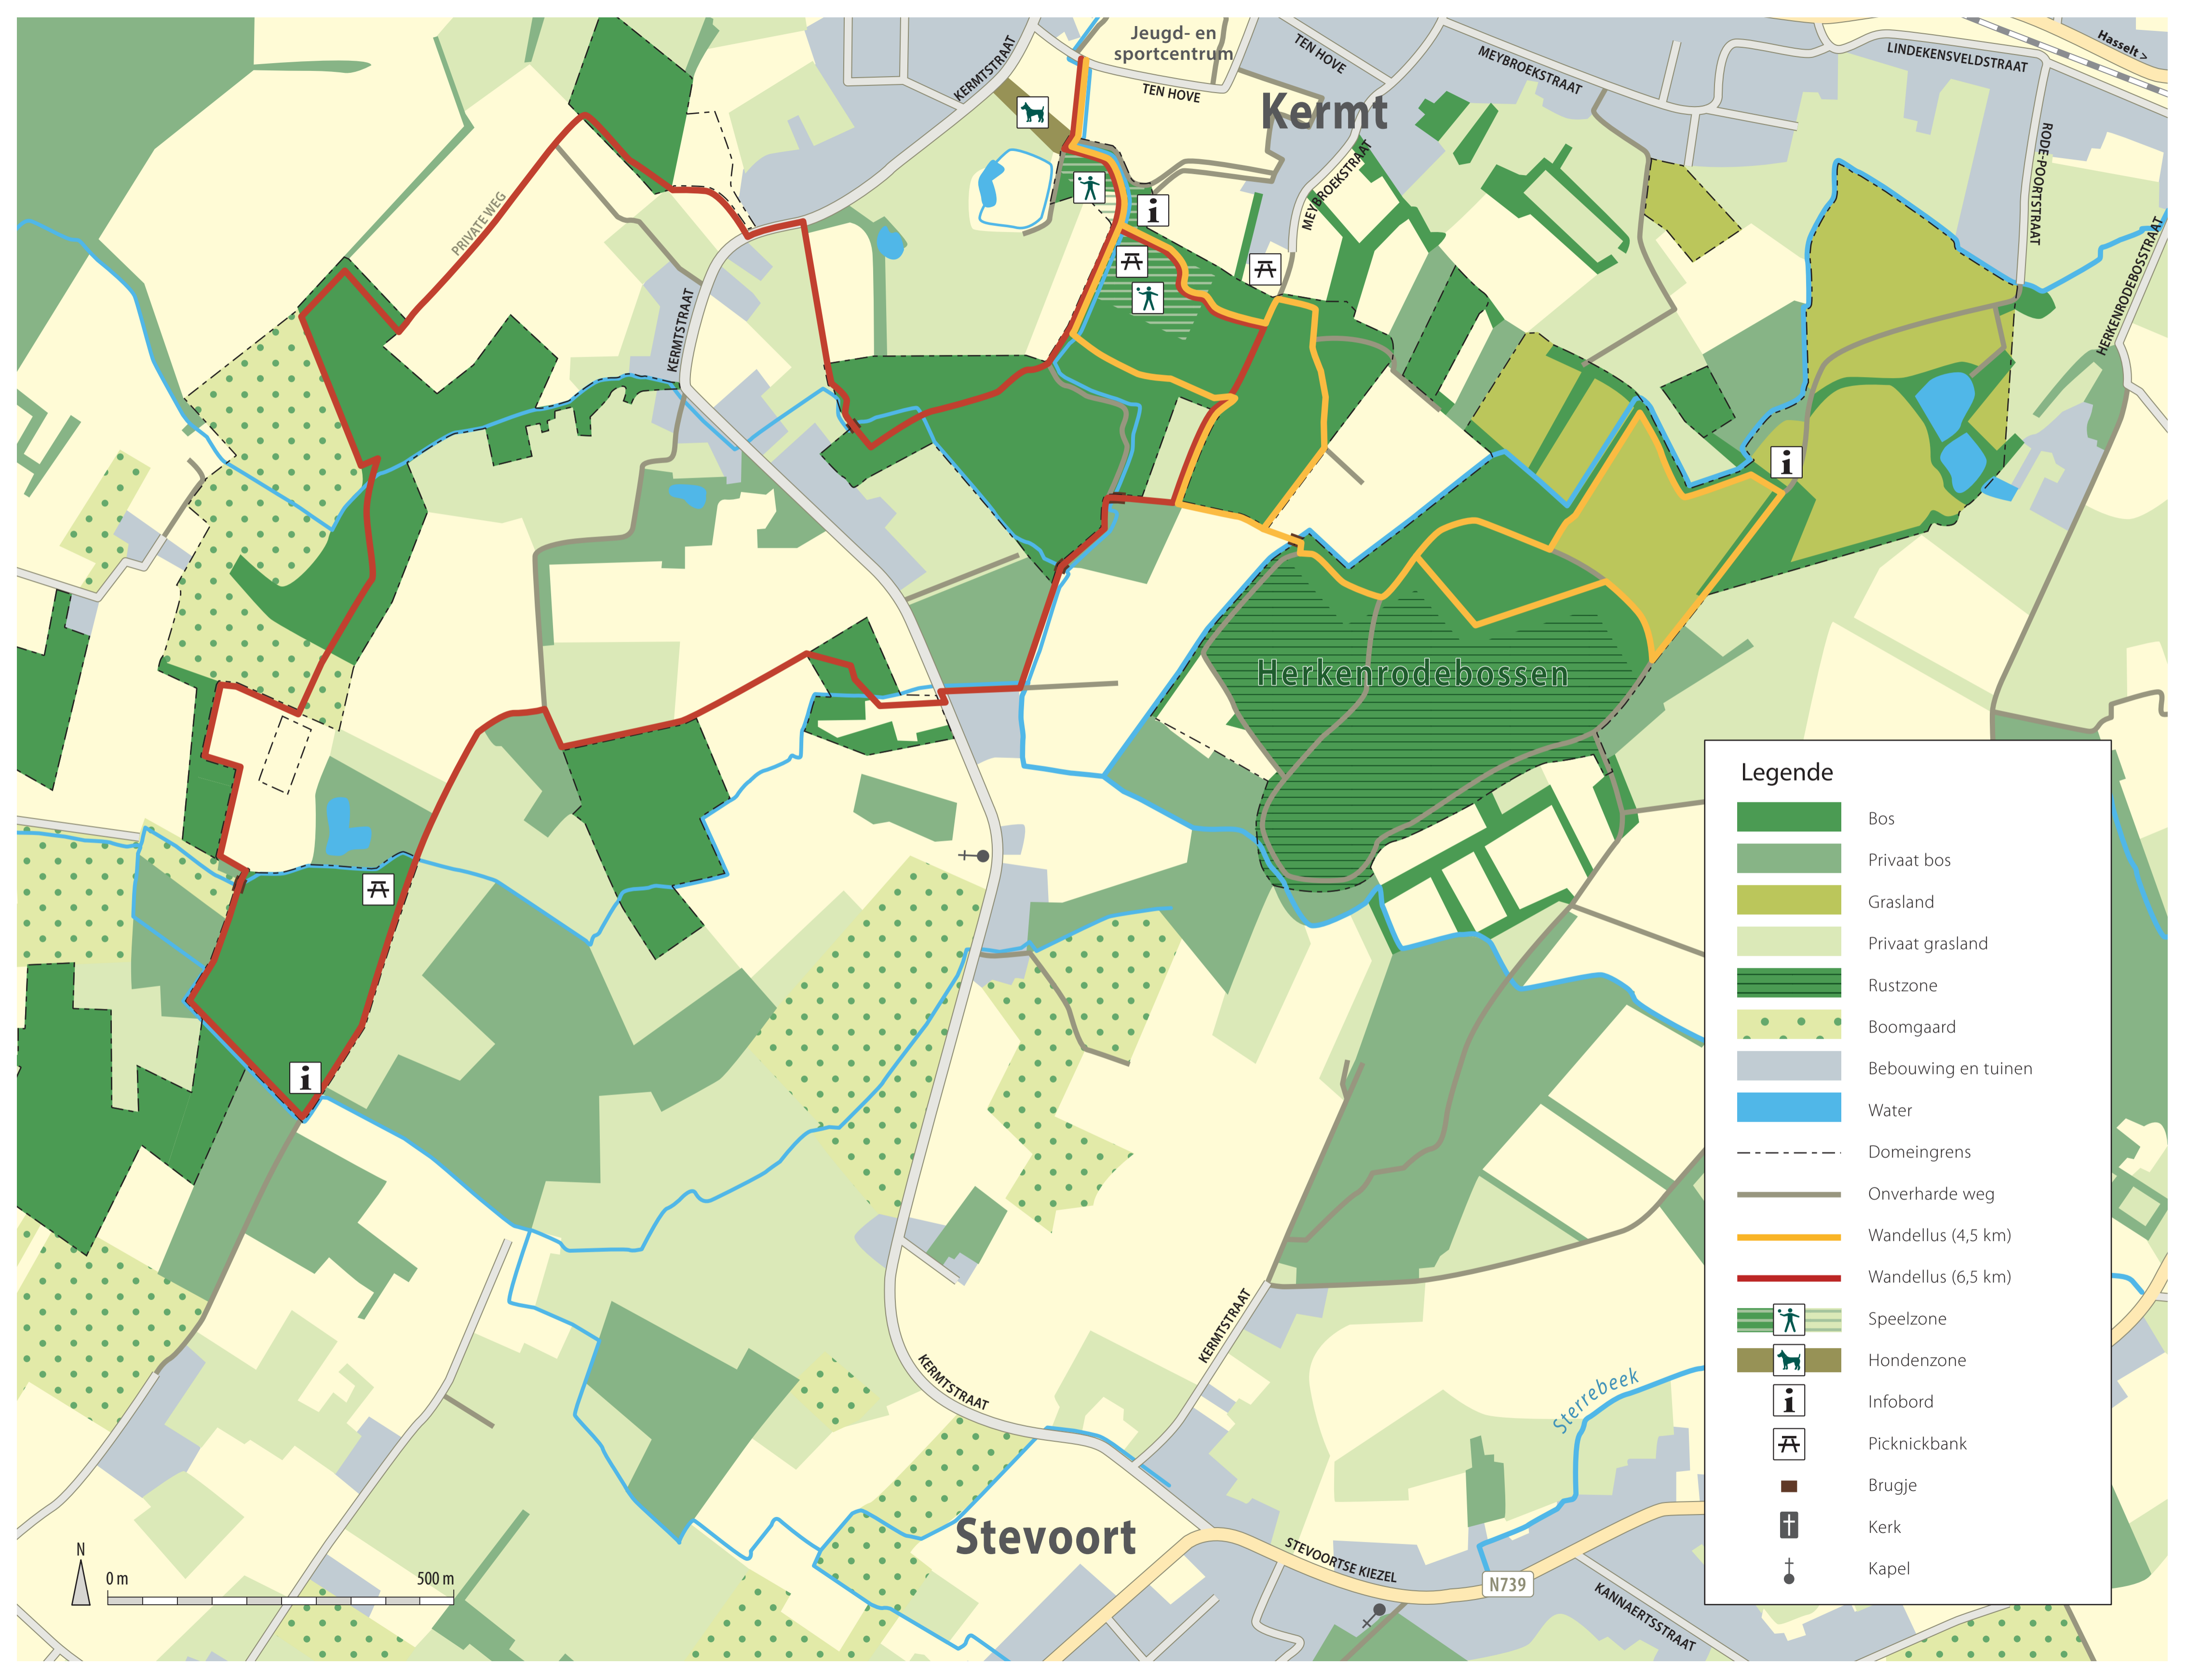 Jeugd- en
sportcentrum
KERMTSTRAAT
TEN HOVE
TEN HOVE
MEYBROEKSTRAAT
LINDEKENSVELDSTRAAT
Hasselt >
Kermt
MEYBROEKSTRAAT
RODE-POORTSTRAAT
HERKENRODEBOSSTRAAT
PRIVATE WEG
i
KERMTSTRAAT
i
Herkenrodebossen
i
KERMTSTRAAT
KERMTSTRAAT
Sterrebeek
Stevoort
STEVOORTSE KIEZEL
N739
KANNAERTSSTRAAT
N
0 m
500 m
Legende
Bos
Privaat bos
Grasland
Privaat grasland
Rustzone
Boomgaard
Bebouwing en tuinen
Water
Domeingrens
Onverharde weg
Wandellus (4,5 km)
Wandellus (6,5 km)
Speelzone
Hondenzone
i Infobord
Picknickbank
Brugje
Kerk
Kapel